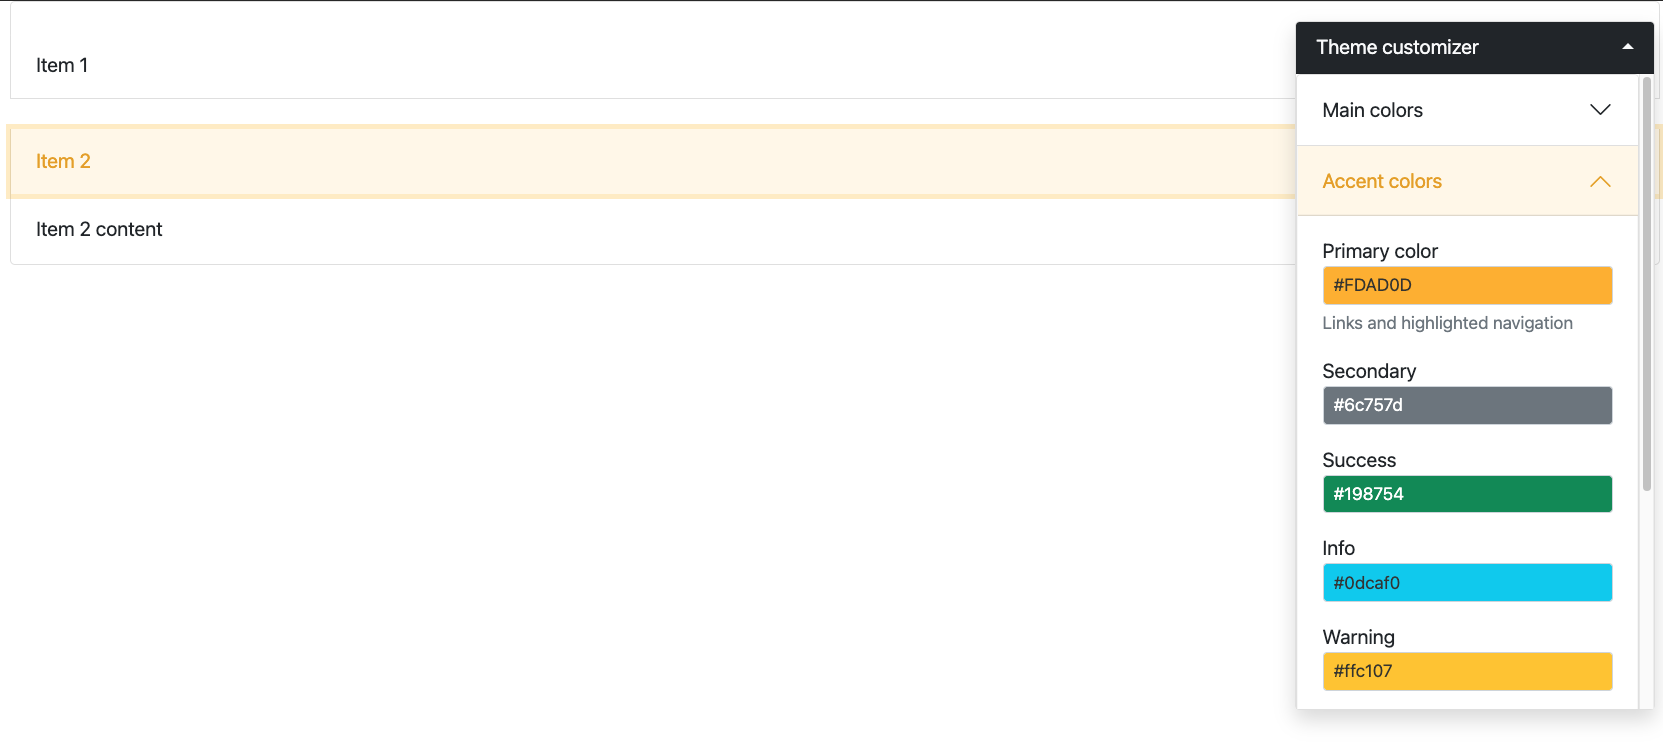 Item 1
Item 2
Item 2 content
Theme customizer
Main colors
Accent colors
Primary color
#FDAD0D
Links and highlighted navigation
Secondary
#6c757d
Success
#198754
Info
#0dcaf0
Warning
#ffc107